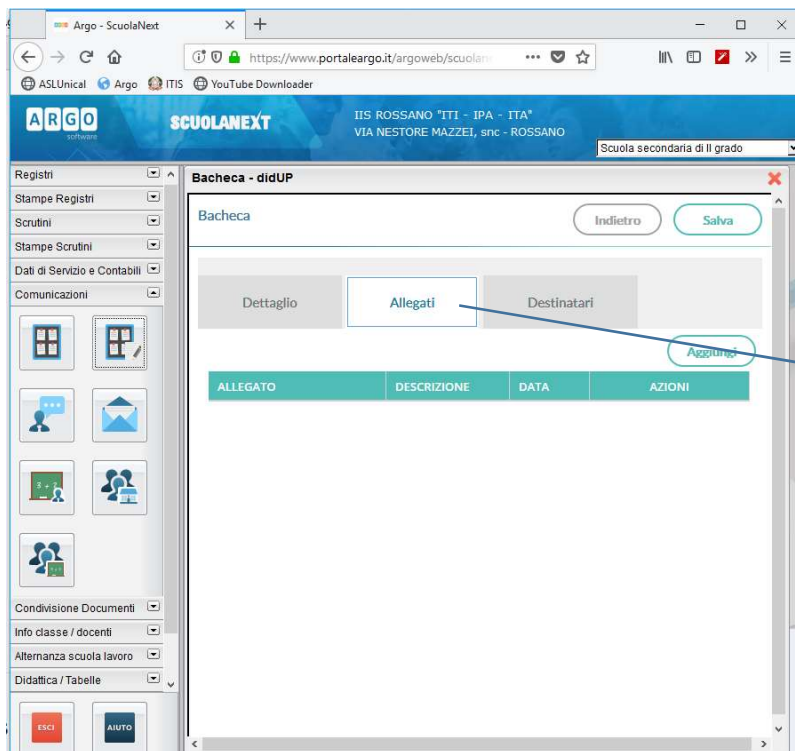 Argo - ScuolaNext
https://www.portaleargo.it/argoweb/scuolan
ASLUnical Argo ITIS YouTube Downloader
ARGO
software
SCUOLANEXT
IIS ROSSANO "ITI - IPA - ITA"
VIA NESTORE MAZZEI, snc - ROSSANO
Scuola secondaria di II grado
Registri
Stampe Registri
Scrutini
Stampe Scrutini
Dati di Servizio e Contabili
Comunicazioni
Condivisione Documenti
Info classe / docenti
Alternanza scuola lavoro
Didattica / Tabelle
ESCI AIUTO
Bacheca - didUP
Bacheca
Indietro Salva
Dettaglio Allegati Destinatari
Aggiungi
ALLEGATO DESCRIZIONE DATA AZIONI